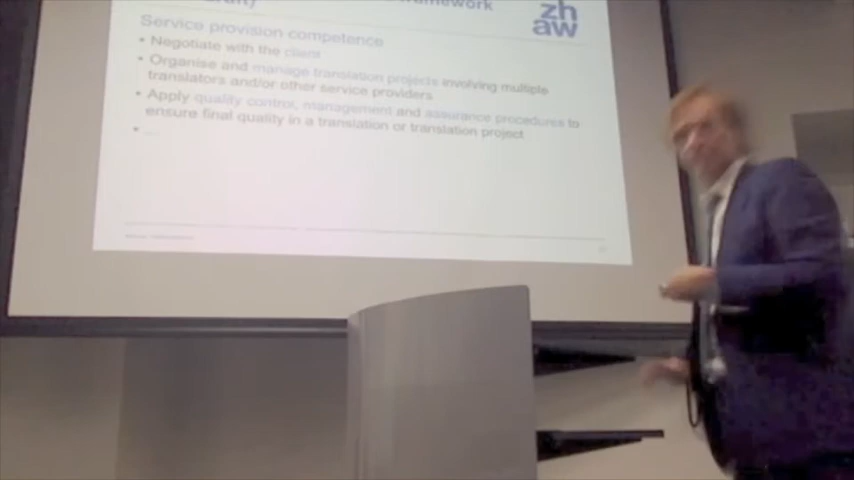 framework
zh
aw
Service provision competence
• Negotiate with the client
• Organise and manage translation projects involving multiple
translators and/or other service providers
• Apply quality control, management and assurance procedures to
ensure final quality in a translation or translation project
• ....